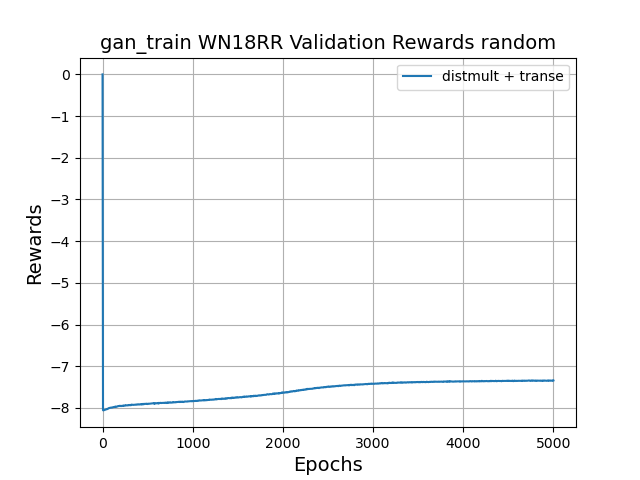 gan_train WN18RR Validation Rewards random
distmult + transe
0
−1
−2
−3
−4
−5
−6
−7
−8
Rewards
0 1000 2000 3000 4000 5000
Epochs